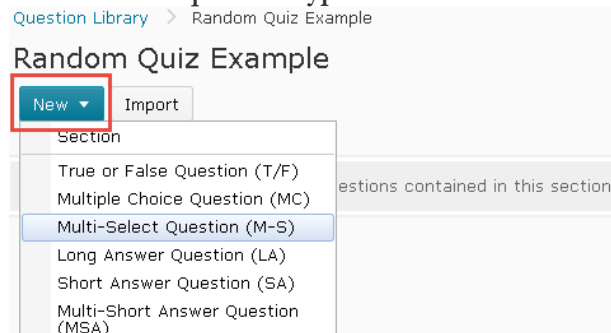 Question Library > Random Quiz Example
Random Quiz Example
New Import
Section
True or False Question (T/F)
estions contained in this section
Multiple Choice Question (MC)
Multi-Select Question (M-S)
Long Answer Question (LA)
Short Answer Question (SA)
Multi-Short Answer Question
(MSA)